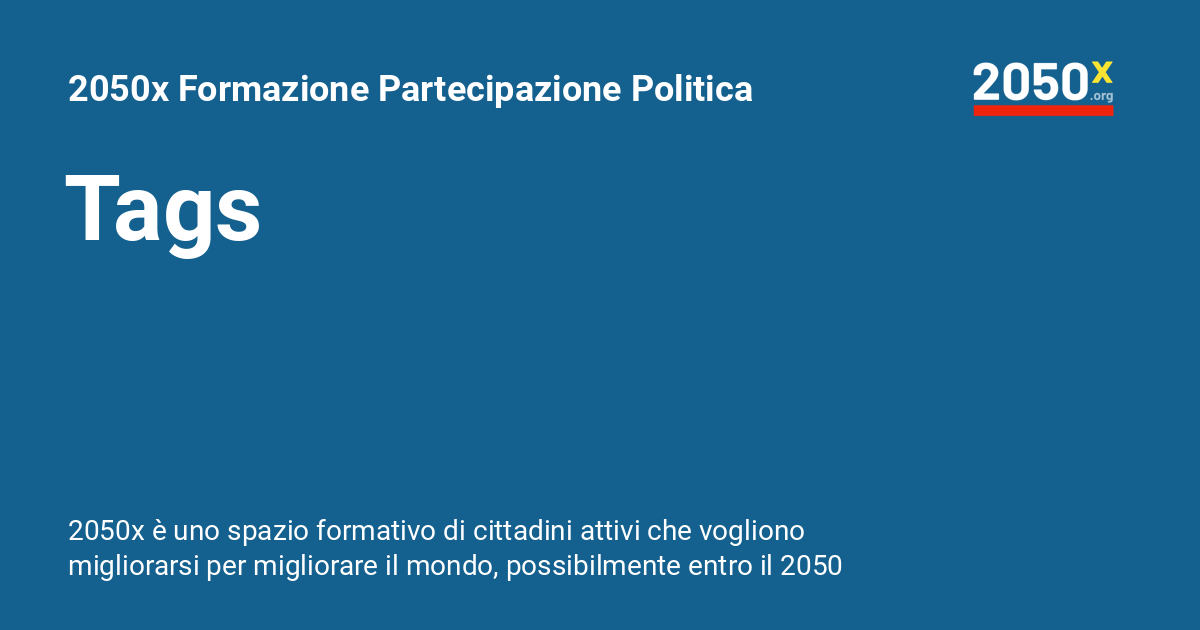 2050x Formazione Partecipazione Politica
2050x
.org
Tags
2050x è uno spazio formativo di cittadini attivi che vogliono
migliorarsi per migliorare il mondo, possibilmente entro il 2050